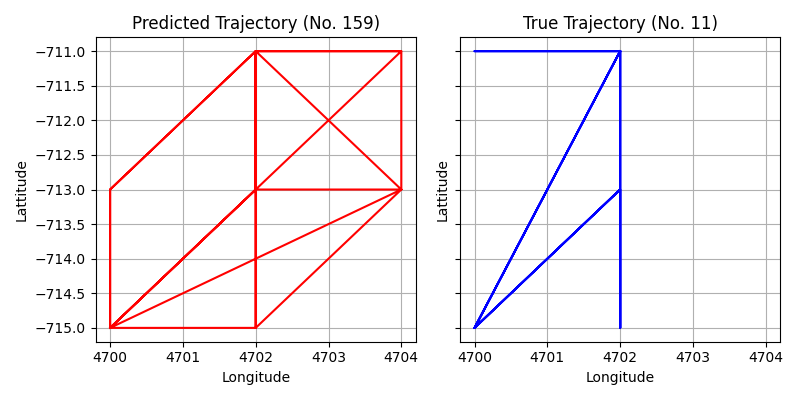 Predicted Trajectory (No. 159)
Lattitude
−711.0
−711.5
−712.0
−712.5
−713.0
−713.5
−714.0
−714.5
−715.0
4700 4701 4702 4703 4704
Longitude
True Trajectory (No. 11)
Lattitude
4700 4701 4702 4703 4704
Longitude